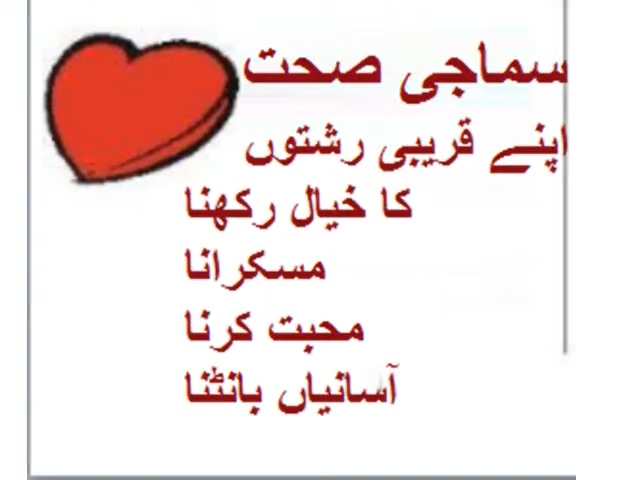 سماجی صحت
اپنے قریبی رشتوں
کا خیال رکھنا
مسکرانا
محبت کرنا
آسانیاں بانٹنا